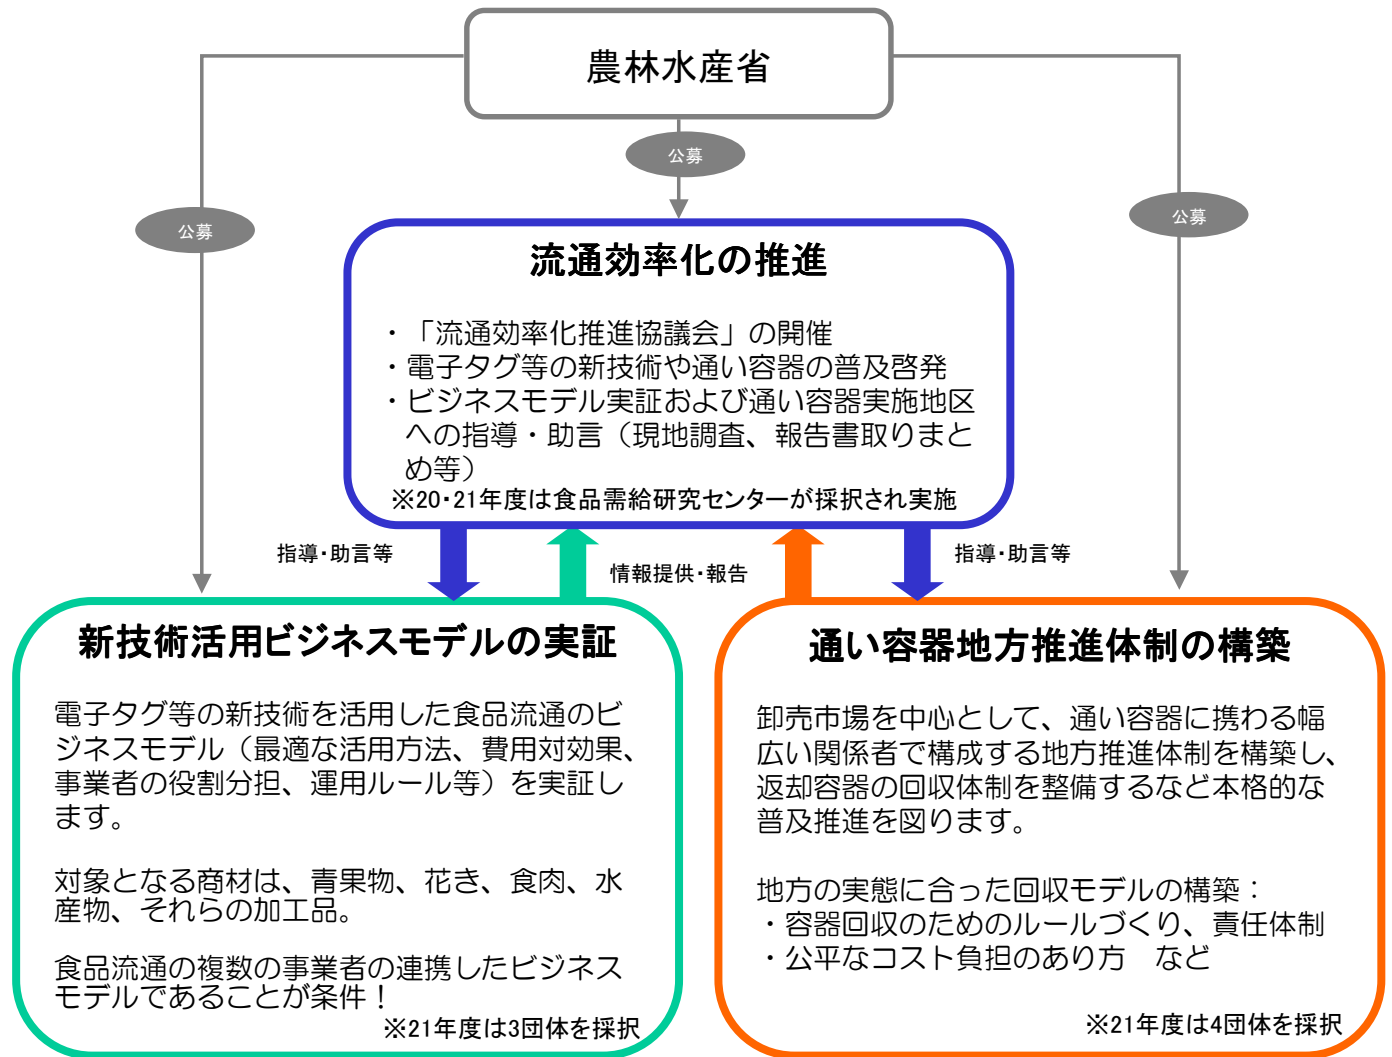 農林水産省
公募
公募
公募
流通効率化の推進
・「流通効率化推進協議会」の開催
・電子タグ等の新技術や通い容器の普及啓発
・ビジネスモデル実証および通い容器実施地区
への指導・助言（現地調査、報告書取りまと
め等）
※20・21年度は食品需給研究センターが採択され実施
指導・助言等
情報提供・報告
指導・助言等
新技術活用ビジネスモデルの実証
電子タグ等の新技術を活用した食品流通のビ
ジネスモデル（最適な活用方法、費用対効果、
事業者の役割分担、運用ルール等）を実証し
ます。
対象となる商材は、青果物、花き、食肉、水
産物、それらの加工品。
食品流通の複数の事業者の連携したビジネス
モデルであることが条件！
※21年度は3団体を採択
通い容器地方推進体制の構築
卸売市場を中心として、通い容器に携わる幅
広い関係者で構成する地方推進体制を構築し、
返却容器の回収体制を整備するなど本格的な
普及推進を図ります。
地方の実態に合った回収モデルの構築：
・容器回収のためのルールづくり、責任体制
・公平なコスト負担のあり方　など
※21年度は4団体を採択